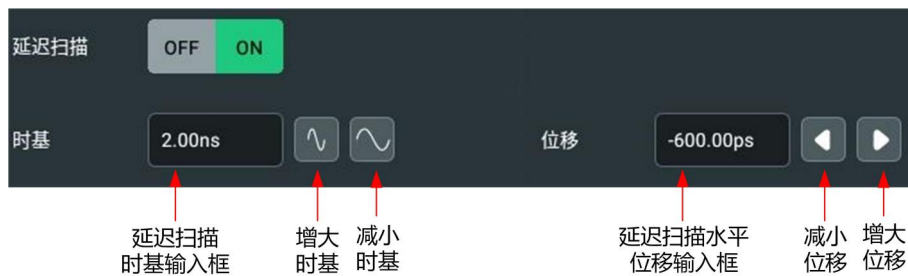 延迟扫描 OFF ON
时基 2.00ns 位移 -600.00ps
延迟扫描 增大 减小 延迟扫描水平 减小 增大
时基输入框 时基 时基 位移输入框 位移 位移